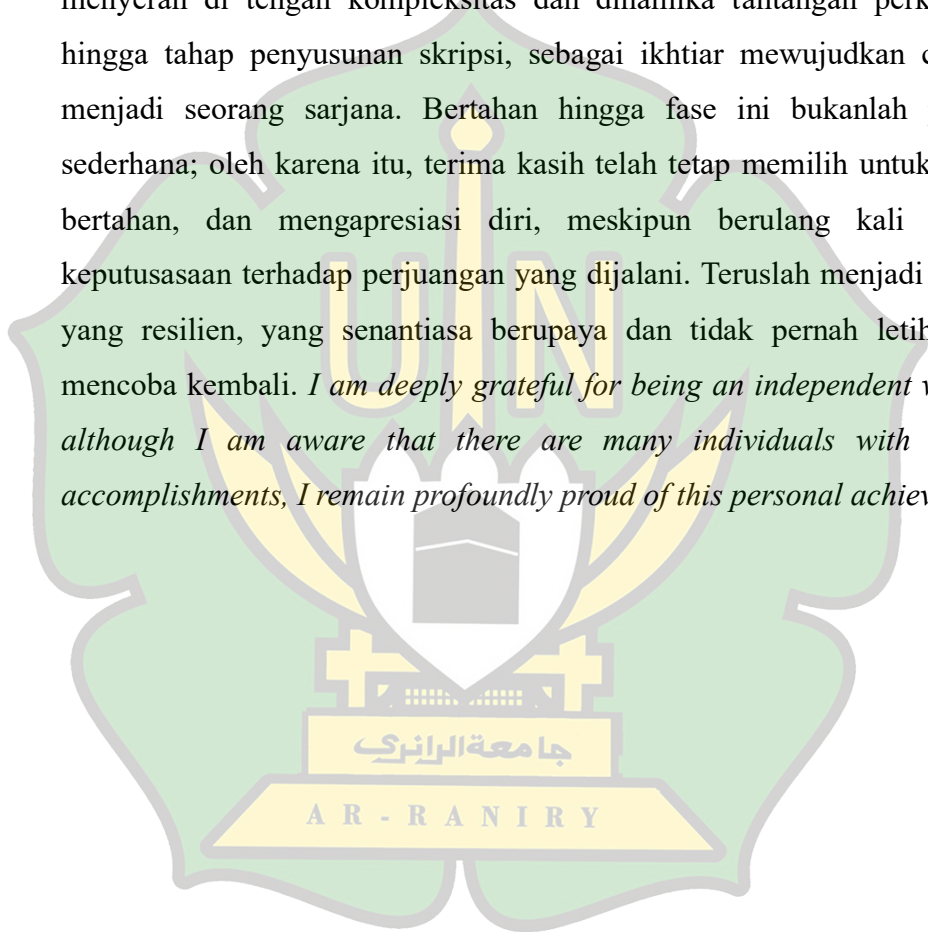 menyerah di tengah kompleksitas dan dinamika tantangan
hingga tahap penyusunan skripsi, sebagai ikhtiar mewujudkan
menjadi seorang sarjana. Bertahan hingga fase ini bukanlah
sederhana; oleh karena itu, terima kasih telah tetap memilih untuk
bertahan, dan mengapresiasi diri, meskipun berulang kali
keputusasaan terhadap perjuangan yang dijalani. Teruslah menjadi
yang resilien, yang senantiasa berupaya dan tidak pernah letih
mencoba kembali. I am deeply grateful for being an independent
although I am aware that there are many individuals with
accomplishments, I remain profoundly proud of this personal
UIN
جامعةالرانري
AR-RANIRY